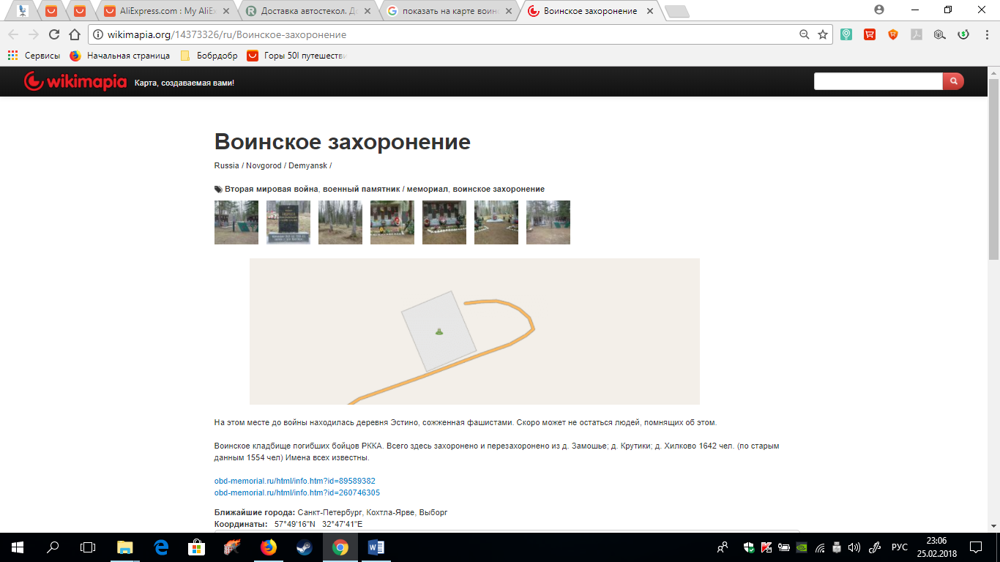 AliExpress.com : My AliEx
Доставка автостекол. Д
показать на карте воин
Воинское захоронение
wikimapia.org/14373326/ru/Воинское-захоронение
Сервисы Начальная страница Бобрдобр Горы 50l путешестви
wikimapia Карта, создаваемая вами!
Воинское захоронение
Russia / Novgorod / Demyansk /
Вторая мировая война, военный памятник / мемориал, воинское захоронение
На этом месте до войны находилась деревня Эстино, сожженная фашистами. Скоро может не остаться людей, помнящих об этом.
Воинское кладбище погибших бойцов РККА. Всего здесь захоронено и перезахоронено из д. Замошье; д. Крутики; д. Хилково 1642 чел. (по старым
данным 1554 чел) Имена всех известны.
obd-memorial.ru/html/info.htm?id=89589382
obd-memorial.ru/html/info.htm?id=260746305
Ближайшие города: Санкт-Петербург, Кохтла-Ярве, Выборг
Координаты: 57°49'16"N 32°47'41"E
РУС
23:06
25.02.2018